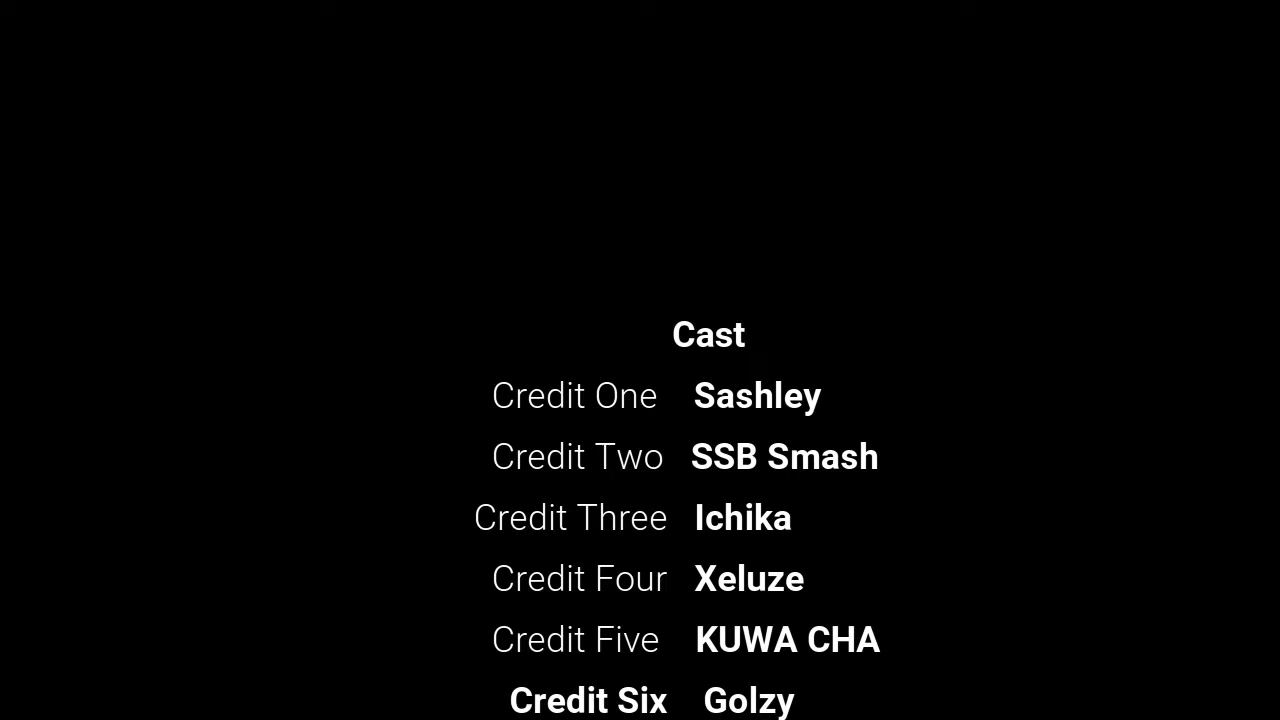 Cast
Credit One Sashley
Credit Two SSB Smash
Credit Three Ichika
Credit Four Xeluze
Credit Five KUWA CHA
Credit Six Golzy